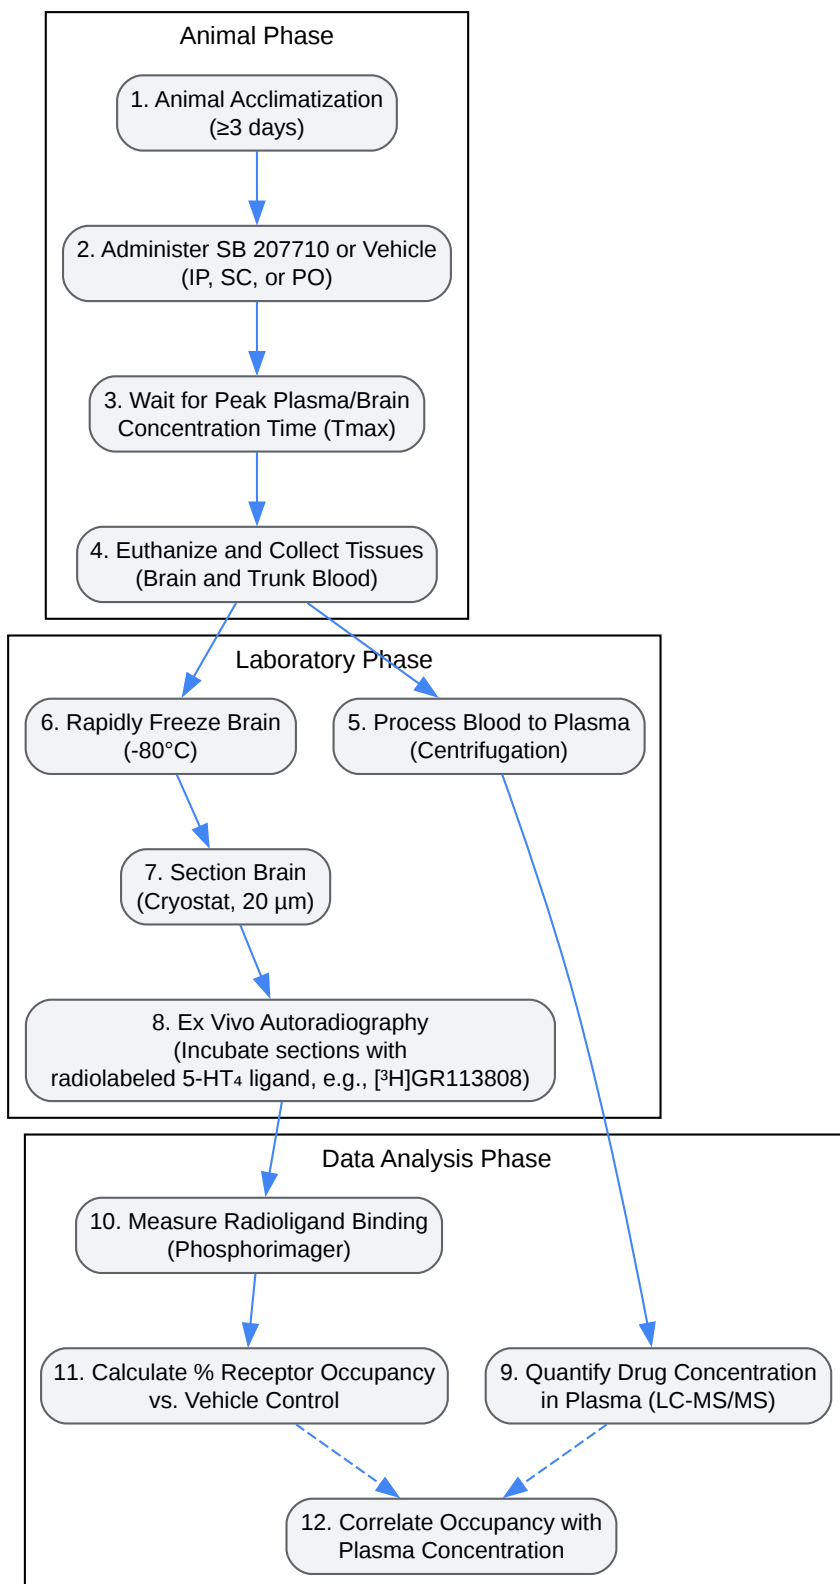 Animal Phase
1. Animal Acclimatization
(≥3 days)
2. Administer SB 207710 or Vehicle
(IP, SC, or PO)
3. Wait for Peak Plasma/Brain
Concentration Time (Tmax)
4. Euthanize and Collect Tissues
(Brain and Trunk Blood)
Laboratory Phase
6. Rapidly Freeze Brain
(-80°C)
5. Process Blood to Plasma
(Centrifugation)
7. Section Brain
(Cryostat, 20 µm)
8. Ex Vivo Autoradiography
(Incubate sections with
radiolabeled 5-HT₄ ligand, e.g., [³H]GR113808)
Data Analysis Phase
10. Measure Radioligand Binding
(Phosphorimager)
11. Calculate % Receptor Occupancy
vs. Vehicle Control
9. Quantify Drug Concentration
in Plasma (LC-MS/MS)
12. Correlate Occupancy with
Plasma Concentration